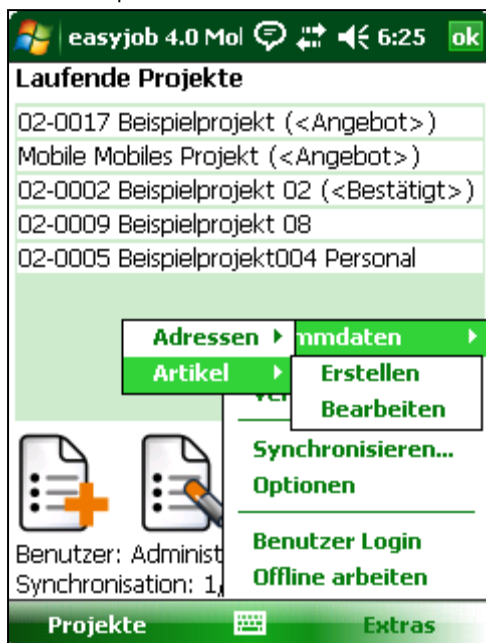 easyjob 4.0 Mol 6:25 ok
Laufende Projekte
02-0017 Beispielprojekt (<Angebot>)
Mobile Mobiles Projekt (<Angebot>)
02-0002 Beispielprojekt 02 (<Bestätigt>)
02-0009 Beispielprojekt 08
02-0005 Beispielprojekt004 Personal
Adressen mmdaten
Artikel Erstellen
Bearbeiten
Synchronisieren...
Optionen
Benutzer Login
Offline arbeiten
Benutzer: Administ
Synchronisation: 1,
Projekte Extras